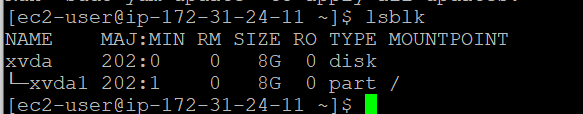 [ec2-user@ip-172-31-24-11 ~]$ lsblk
NAME    MAJ:MIN RM SIZE RO TYPE MOUNTPOINT
xvda    202:0    0   8G  0 disk
└─xvda1 202:1    0   8G  0 part /
[ec2-user@ip-172-31-24-11 ~]$